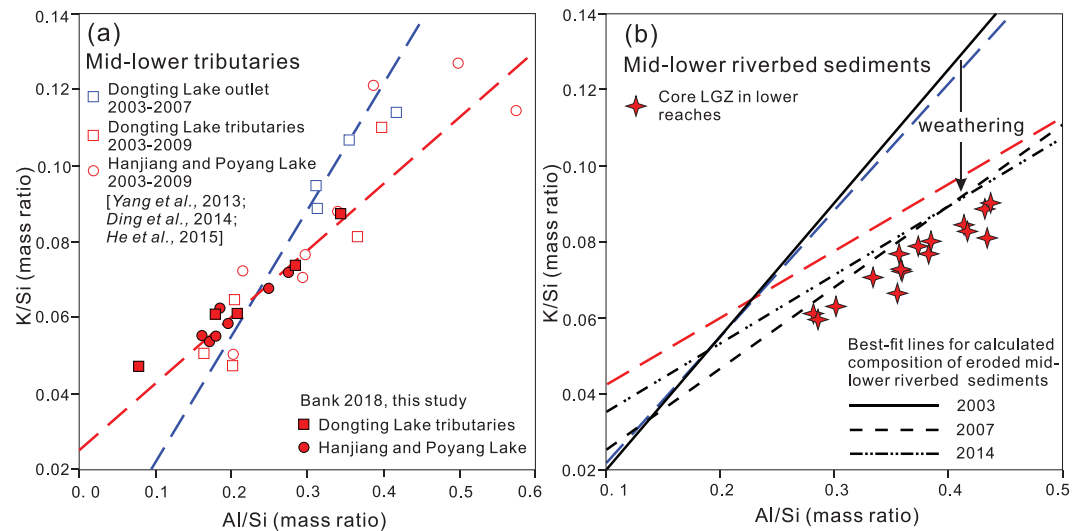 (a)
Mid-lower tributaries
Dongting Lake outlet
2003-2007
Dongting Lake tributaries
2003-2009
Hanjiang and Poyang Lake
2003-2009
[Yang et al., 2013;
Ding et al., 2014;
He et al., 2015]
Bank 2018, this study
Dongting Lake tributaries
Hanjiang and Poyang Lake
K/Si (mass ratio)
0.14
0.12
0.10
0.08
0.06
0.04
0.02
0.0 0.1 0.2 0.3 0.4 0.5 0.6
Al/Si (mass ratio)
(b)
Mid-lower riverbed sediments
Core LGZ in lower
reaches
weathering
Best-fit lines for calculated
composition of eroded mid-
lower riverbed sediments
2003
2007
2014
K/Si (mass ratio)
0.14
0.12
0.10
0.08
0.06
0.04
0.02
0.1 0.2 0.3 0.4 0.5
Al/Si (mass ratio)